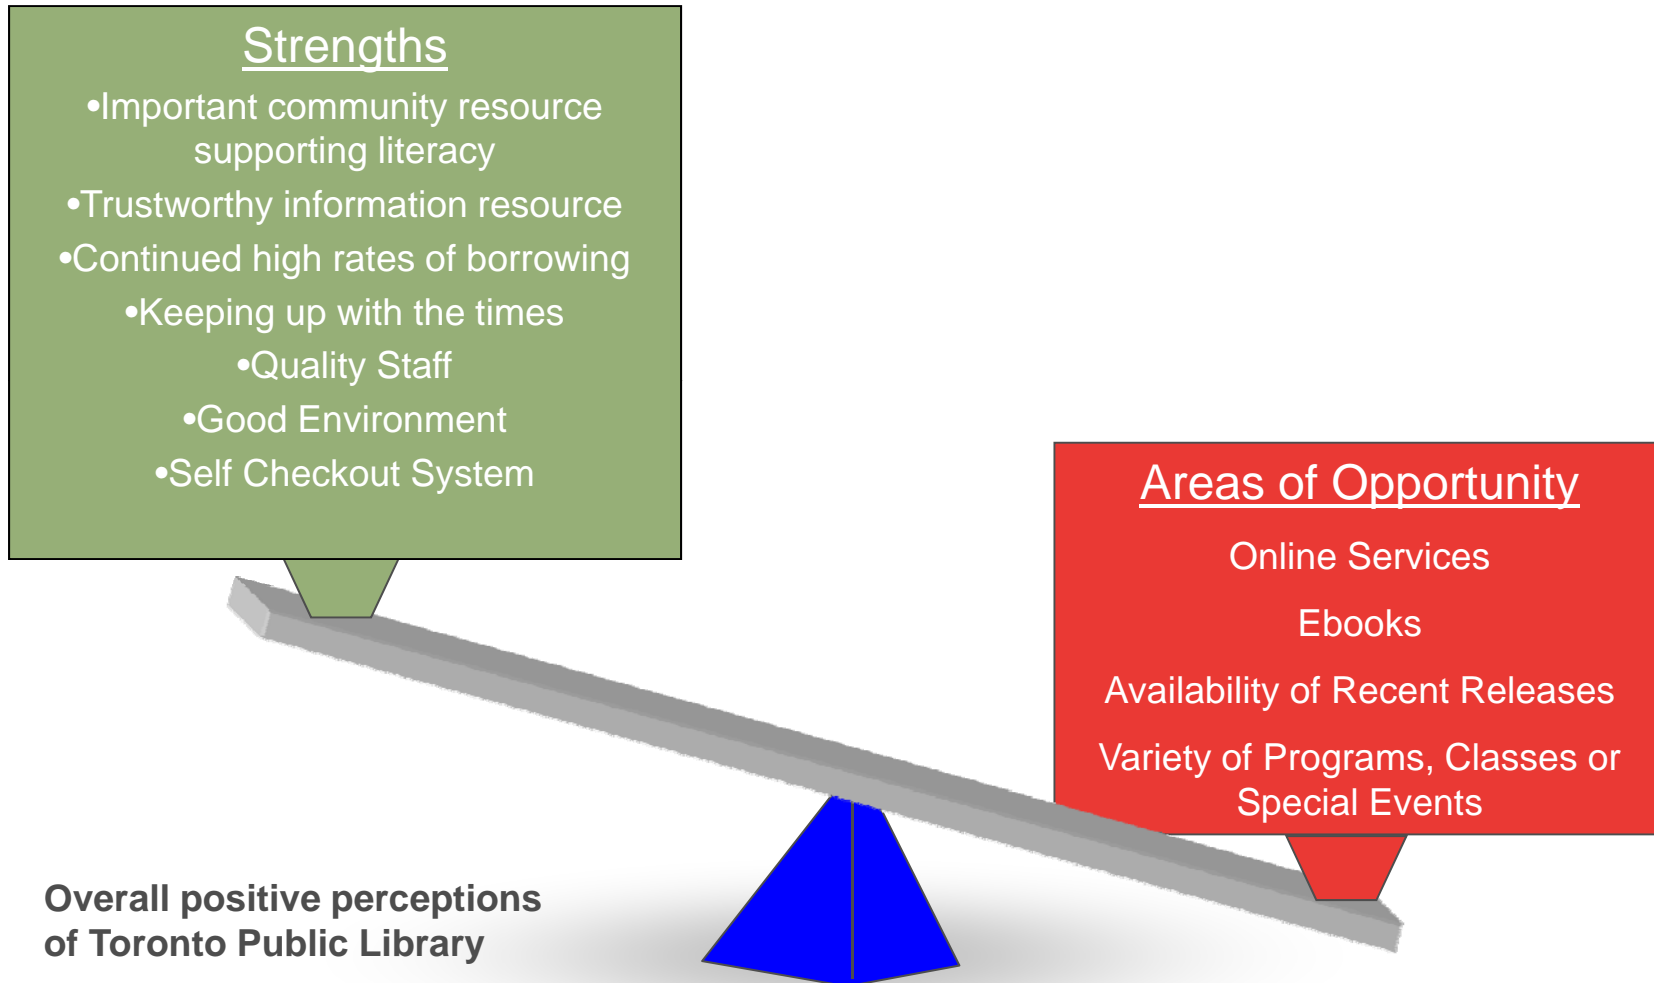 Strengths
•Important community resource
supporting literacy
•Trustworthy information resource
•Continued high rates of borrowing
•Keeping up with the times
•Quality Staff
•Good Environment
•Self Checkout System
Areas of Opportunity
Online Services
Ebooks
Availability of Recent Releases
Variety of Programs, Classes or
Special Events
Overall positive perceptions
of Toronto Public Library